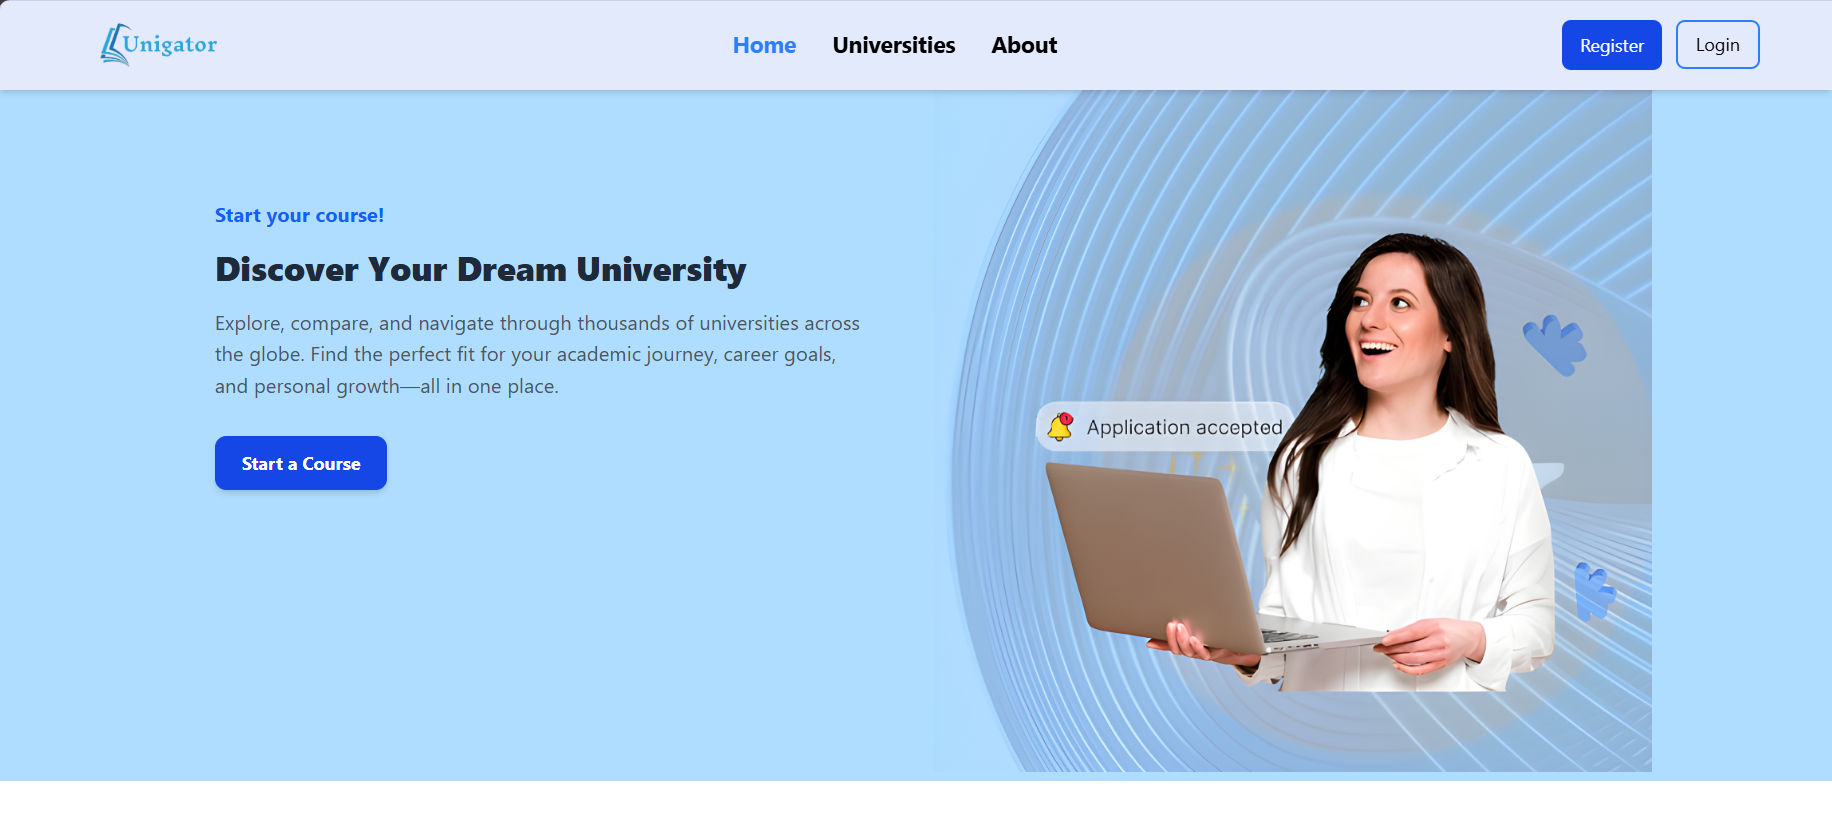 Unigator
Home
Universities
About
Register
Login
Start your course!
Discover Your Dream University
Explore, compare, and navigate through thousands of universities across
the globe. Find the perfect fit for your academic journey, career goals,
and personal growth—all in one place.
Start a Course
Application accepted